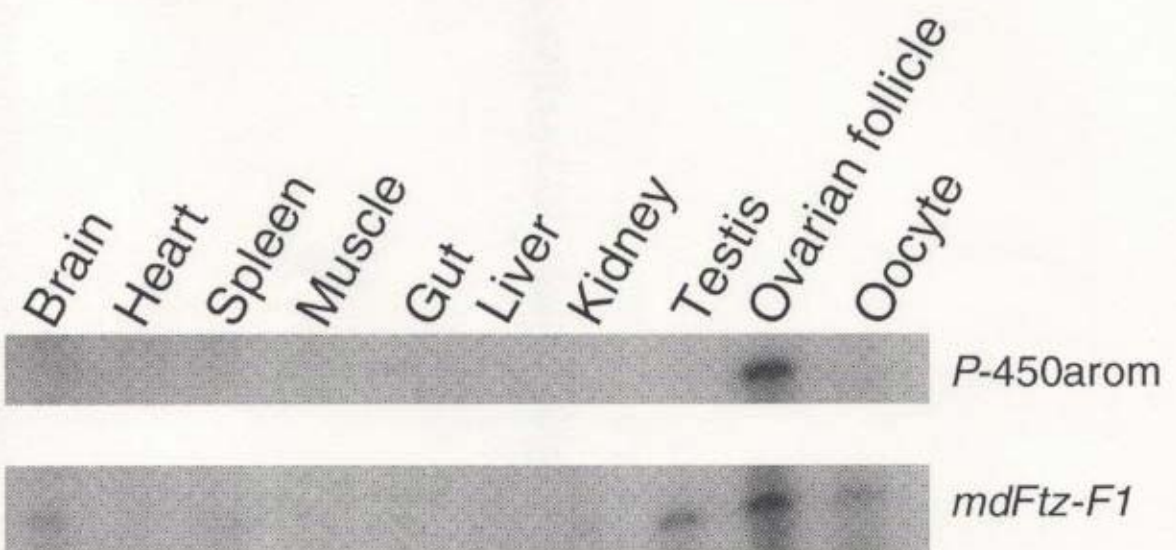 Brain
Heart
Spleen
Muscle
Gut
Liver
Kidney
Testis
Ovarian follicle
Oocyte
P-450arom
mdFtz-F1